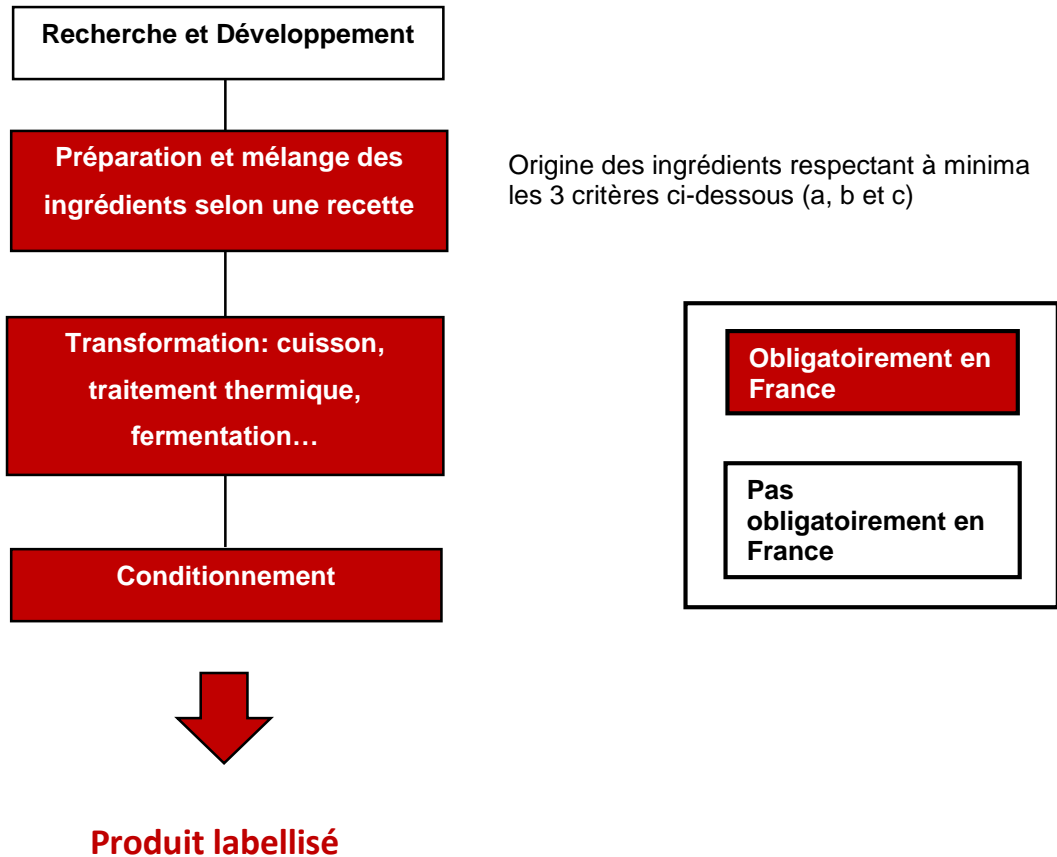 Recherche et Développement
Préparation et mélange des
ingrédients selon une recette
Origine des ingrédients respectant à minima
les 3 critères ci-dessous (a, b et c)
Transformation: cuisson,
traitement thermique,
fermentation…
Conditionnement
Obligatoirement en
France
Pas
obligatoirement en
France
Produit labellisé